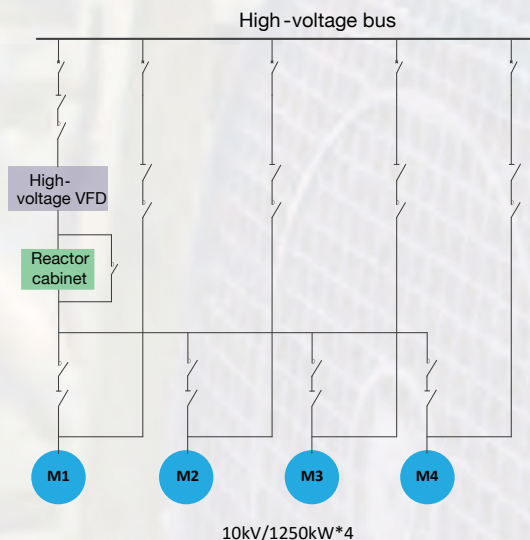 High-voltage bus
High-
voltage VFD
Reactor
cabinet
M1
M2
M3
M4
10kV/1250kW*4